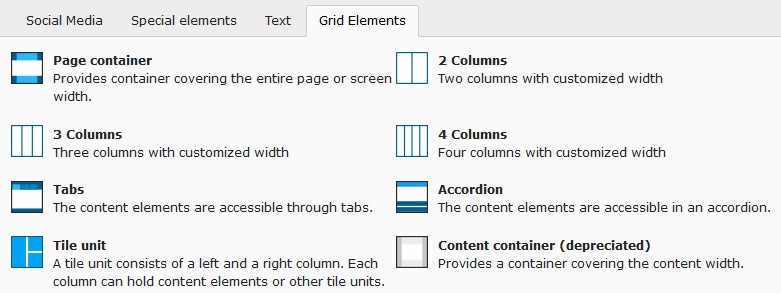 Social Media
Special elements
Text
Grid Elements
Page container
Provides container covering the entire page or screen
width.
2 Columns
Two columns with customized width
3 Columns
Three columns with customized width
4 Columns
Four columns with customized width
Tabs
The content elements are accessible through tabs.
Accordion
The content elements are accessible in an accordion.
Tile unit
A tile unit consists of a left and a right column. Each
column can hold content elements or other tile units.
Content container (depreciated)
Provides a container covering the content width.